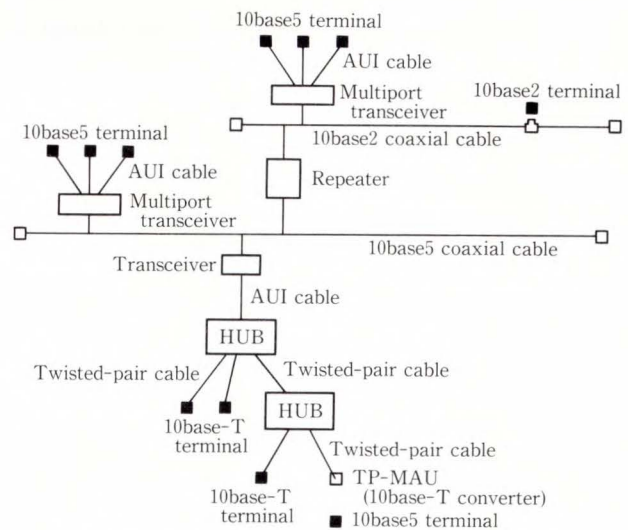 10base5 terminal
AUI cable
Multiport
transceiver
10base2 terminal
10base2 coaxial cable
10base5 terminal
AUI cable
Multiport
transceiver
Repeater
10base5 coaxial cable
Transceiver
AUI cable
HUB
Twisted-pair cable
Twisted-pair cable
10base-T
terminal
HUB
Twisted-pair cable
10base-T
terminal
TP-MAU
(10base-T converter)
10base5 terminal